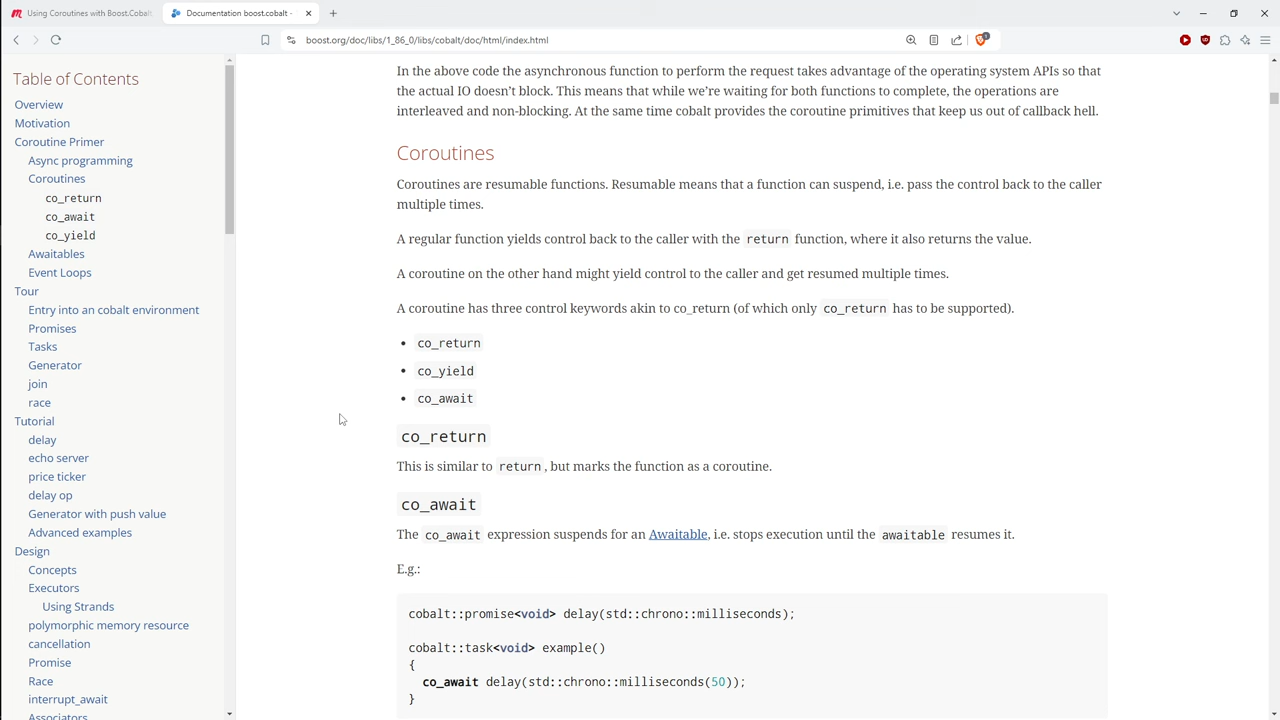 Using Coroutines with Boost.Cobalt
Documentation boost.cobalt -
boost.org/doc/libs/1_86_0/libs/cobalt/doc/html/index.html
Table of Contents
Overview
Motivation
Coroutine Primer
Async programming
Coroutines
co_return
co_await
co_yield
Awaitables
Event Loops
Tour
Entry into an cobalt environment
Promises
Tasks
Generator
join
race
Tutorial
delay
echo server
price ticker
delay op
Generator with push value
Advanced examples
Design
Concepts
Executors
Using Strands
polymorphic memory resource
cancellation
Promise
Race
interrupt_await
Associators
In the above code the asynchronous function to perform the request takes advantage of the operating system APIs so that
the actual IO doesn’t block. This means that while we’re waiting for both functions to complete, the operations are
interleaved and non-blocking. At the same time cobalt provides the coroutine primitives that keep us out of callback hell.
Coroutines
Coroutines are resumable functions. Resumable means that a function can suspend, i.e. pass the control back to the caller
multiple times.
A regular function yields control back to the caller with the return function, where it also returns the value.
A coroutine on the other hand might yield control to the caller and get resumed multiple times.
A coroutine has three control keywords akin to co_return (of which only co_return has to be supported).
• co_return
• co_yield
• co_await
co_return
This is similar to return, but marks the function as a coroutine.
co_await
The co_await expression suspends for an Awaitable, i.e. stops execution until the awaitable resumes it.
E.g.:
cobalt::promise<void> delay(std::chrono::milliseconds);
cobalt::task<void> example()
{
co_await delay(std::chrono::milliseconds(50));
}